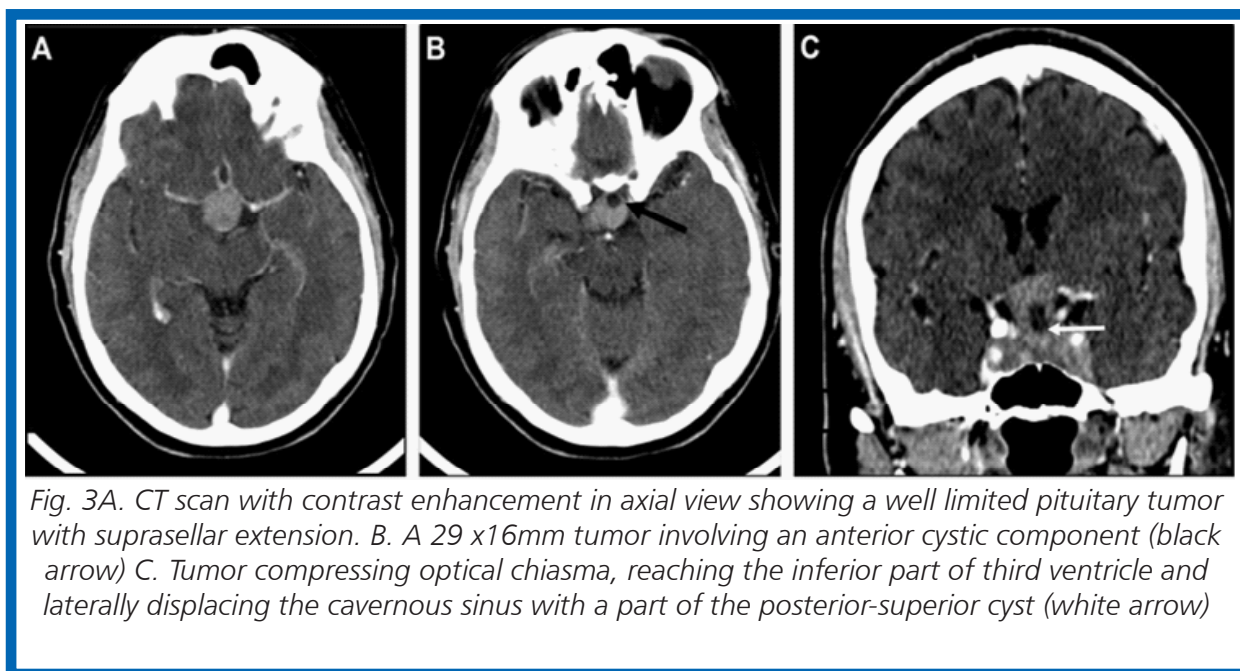 A B C
Fig. 3A. CT scan with contrast enhancement in axial view showing a well limited pituitary tumor
with suprasellar extension. B. A 29 x16mm tumor involving an anterior cystic component (black
arrow) C. Tumor compressing optical chiasma, reaching the inferior part of third ventricle and
laterally displacing the cavernous sinus with a part of the posterior-superior cyst (white arrow)